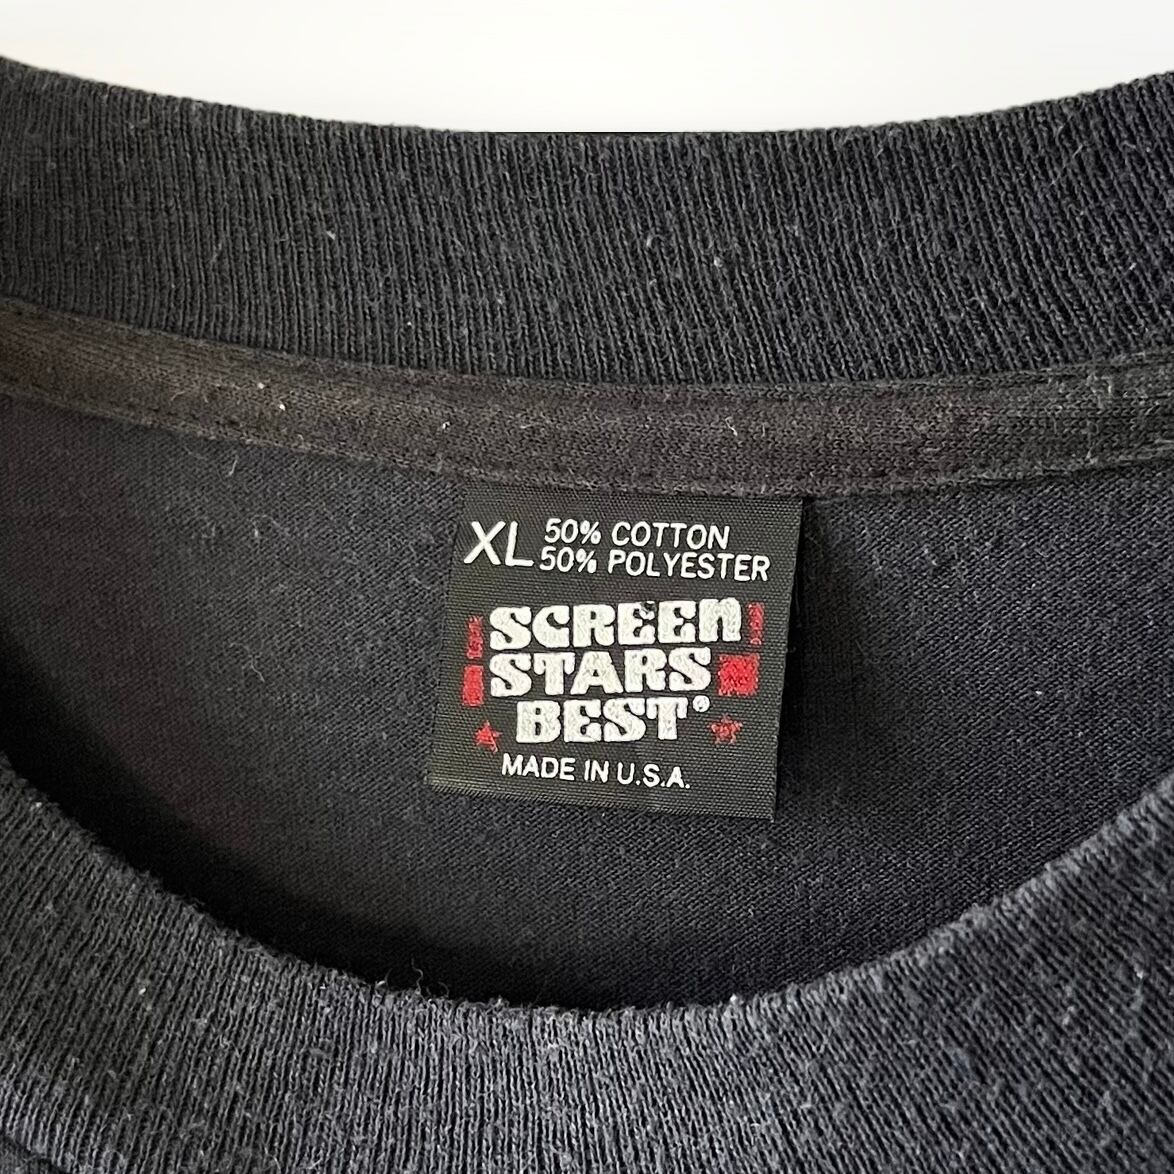 XL 50% COTTON
50% POLYESTER
SCREEN
STARS
BEST®
MADE IN U.S.A.